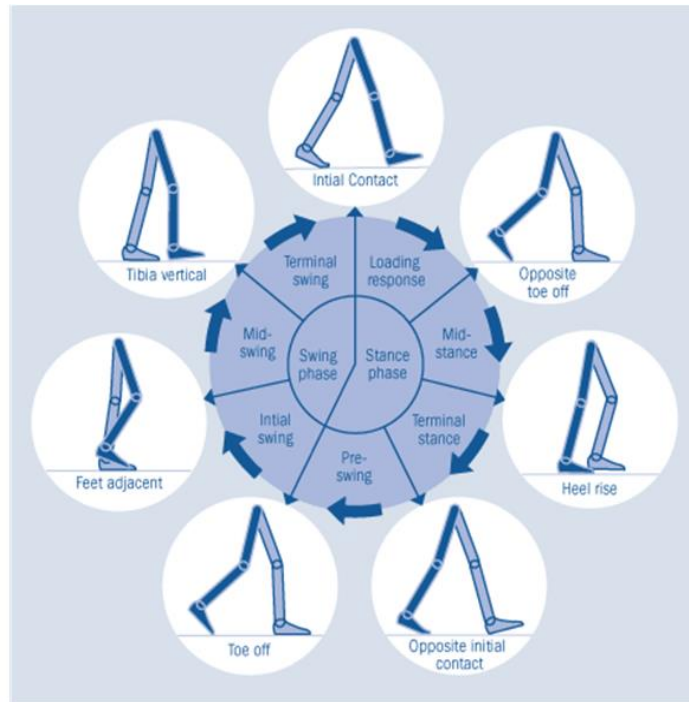 Intial Contact
Opposite
toe off
Heel rise
Opposite initial
contact
Toe off
Feet adjacent
Tibia vertical
Loading
response
Mid-
stance
Terminal
stance
Pre-
swing
Intial
swing
Mid-
swing
Terminal
swing
Swing
phase
Stance
phase